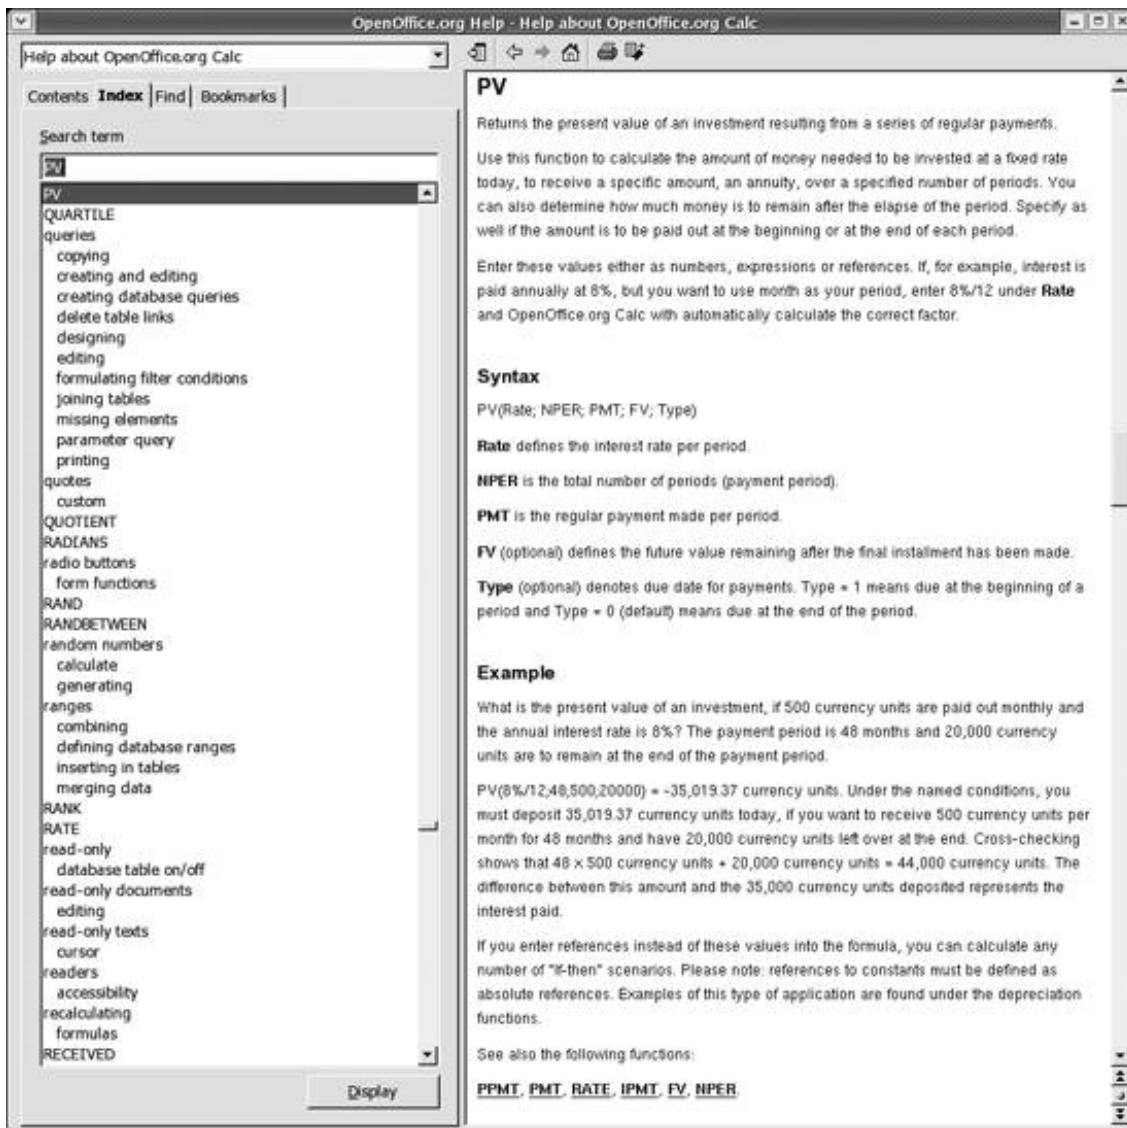 OpenOffice.org Help - Help about OpenOffice.org Calc
Help about OpenOffice.org Calc
Contents Index Find Bookmarks
Search term
PV
PV
QUARTILE
queries
copying
creating and editing
creating database queries
delete table links
designing
editing
formulating filter conditions
joining tables
missing elements
parameter query
printing
quotes
custom
QUOTIENT
RADIANS
radio buttons
form functions
RAND
RANDBETWEEN
random numbers
calculate
generating
ranges
combining
defining database ranges
inserting in tables
merging data
RANK
RATE
read-only
database table on/off
read-only documents
editing
read-only texts
cursor
readers
accessibility
recalculating
formulas
RECEIVED
Display
PV
Returns the present value of an investment resulting from a series of regular payments.
Use this function to calculate the amount of money needed to be invested at a fixed rate
today, to receive a specific amount, an annuity, over a specified number of periods. You
can also determine how much money is to remain after the elapse of the period. Specify as
well if the amount is to be paid out at the beginning or at the end of each period.
Enter these values either as numbers, expressions or references. If, for example, interest is
paid annually at 8%, but you want to use month as your period, enter 8%/12 under Rate
and OpenOffice.org Calc with automatically calculate the correct factor.
Syntax
PV(Rate; NPER; PMT; FV; Type)
Rate defines the interest rate per period.
NPER is the total number of periods (payment period).
PMT is the regular payment made per period.
FV (optional) defines the future value remaining after the final installment has been made.
Type (optional) denotes due date for payments. Type = 1 means due at the beginning of a
period and Type = 0 (default) means due at the end of the period.
Example
What is the present value of an investment, if 500 currency units are paid out monthly and
the annual interest rate is 8%? The payment period is 48 months and 20,000 currency
units are to remain at the end of the payment period.
PV(8%/12,48,500,20000) = -35,019.37 currency units. Under the named conditions, you
must deposit 35,019.37 currency units today, if you want to receive 500 currency units per
month for 48 months and have 20,000 currency units left over at the end. Cross-checking
shows that 48 x 500 currency units + 20,000 currency units = 44,000 currency units. The
difference between this amount and the 35,000 currency units deposited represents the
interest paid.
If you enter references instead of these values into the formula, you can calculate any
number of "If-then" scenarios. Please note: references to constants must be defined as
absolute references. Examples of this type of application are found under the depreciation
functions.
See also the following functions:
PPMT, PMT, RATE, IPMT, FV, NPER.